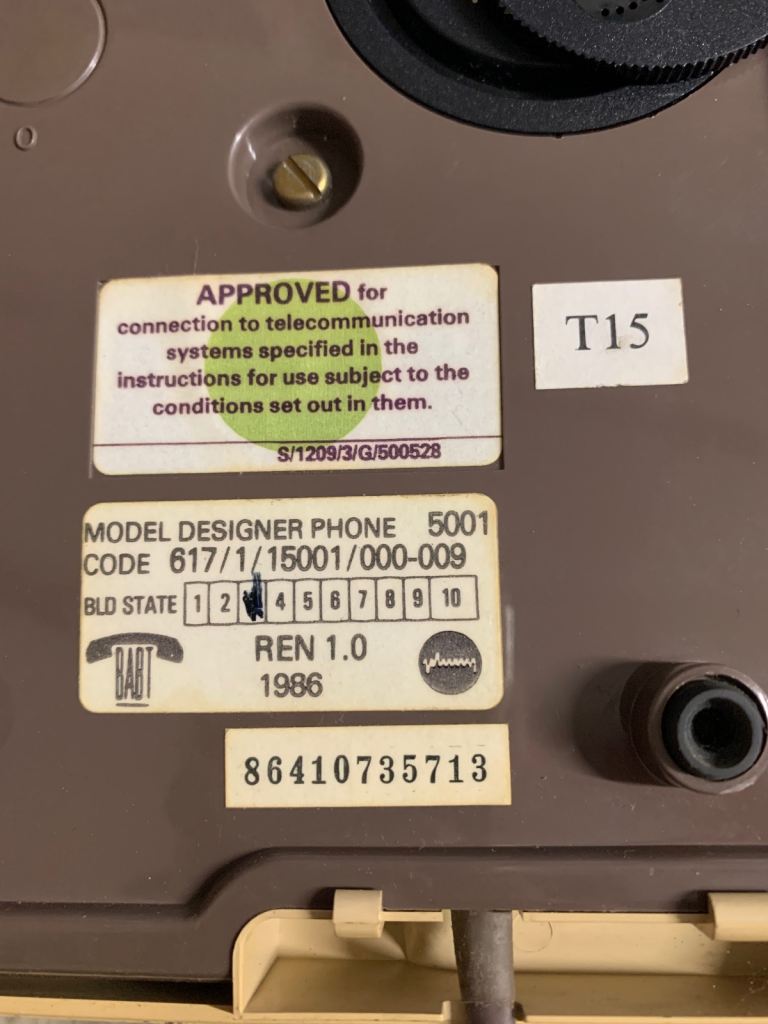 0
APPROVED for
connection to telecommunication
systems specified in the
instructions for use subject to the
conditions set out in them.
S/1209/3/G/500528
T15
MODEL DESIGNER PHONE 5001
CODE 617/1/15001/000-009
BLD STATE 1 2 4 5 6 7 8 9 10
BABT
REN 1.0
1986
plessey
86410735713